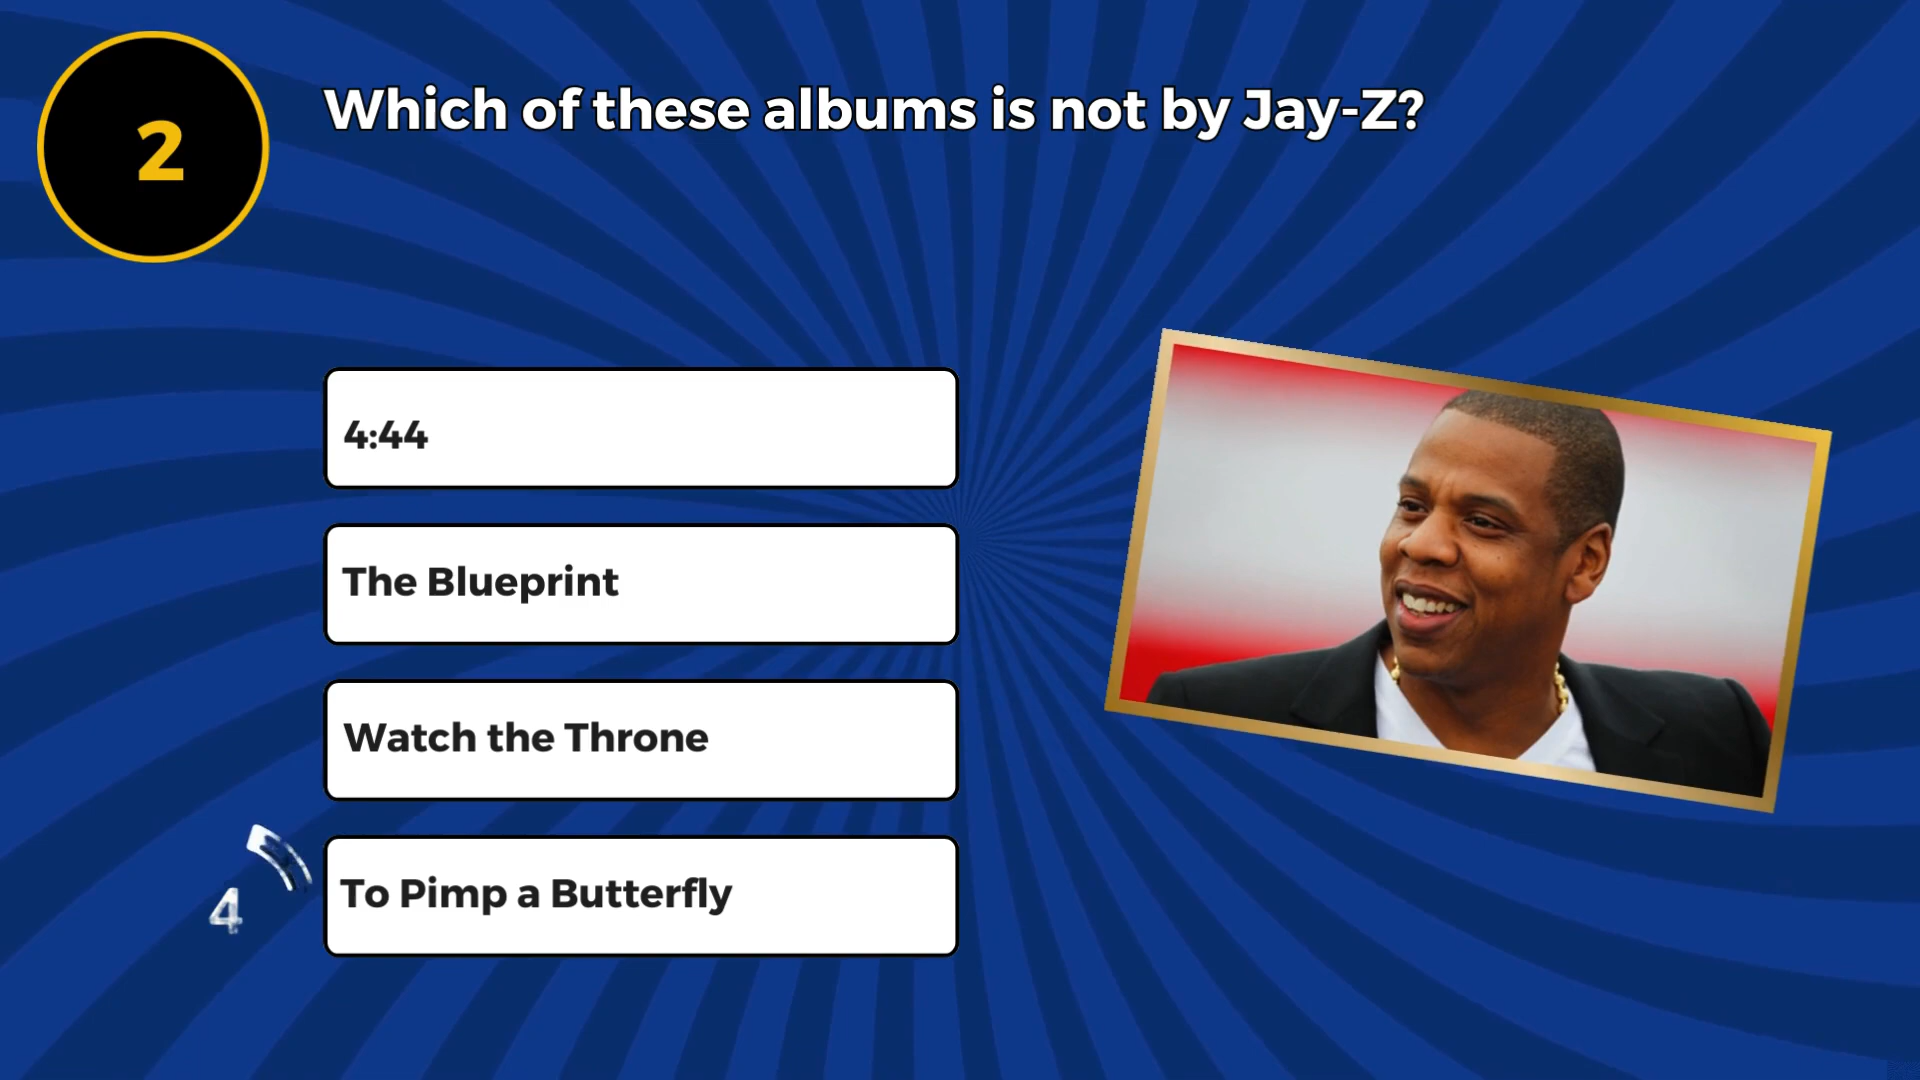 2
Which of these albums is not by Jay-Z?
4:44
The Blueprint
Watch the Throne
4
To Pimp a Butterfly